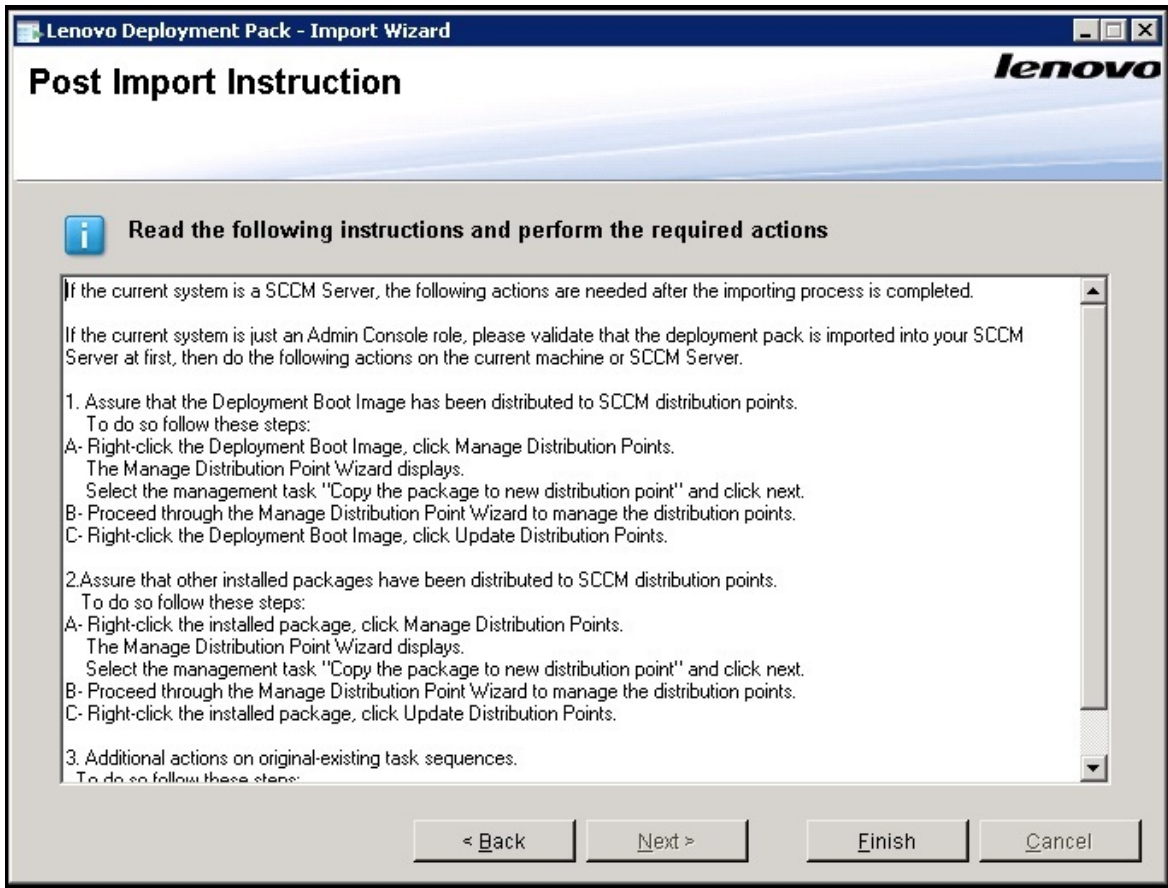 Lenovo Deployment Pack - Import Wizard
Post Import Instruction
lenovo
Read the following instructions and perform the required actions
If the current system is a SCCM Server, the following actions are needed after the importing process is completed.
If the current system is just an Admin Console role, please validate that the deployment pack is imported into your SCCM
Server at first, then do the following actions on the current machine or SCCM Server.
1. Assure that the Deployment Boot Image has been distributed to SCCM distribution points.
To do so follow these steps:
A- Right-click the Deployment Boot Image, click Manage Distribution Points.
The Manage Distribution Point Wizard displays.
Select the management task "Copy the package to new distribution point" and click next.
B- Proceed through the Manage Distribution Point Wizard to manage the distribution points.
C- Right-click the Deployment Boot Image, click Update Distribution Points.
2.Assure that other installed packages have been distributed to SCCM distribution points.
To do so follow these steps:
A- Right-click the installed package, click Manage Distribution Points.
The Manage Distribution Point Wizard displays.
Select the management task "Copy the package to new distribution point" and click next.
B- Proceed through the Manage Distribution Point Wizard to manage the distribution points.
C- Right-click the installed package, click Update Distribution Points.
3. Additional actions on original-existing task sequences.
To do so follow these steps:
< Back
Next >
Finish
Cancel